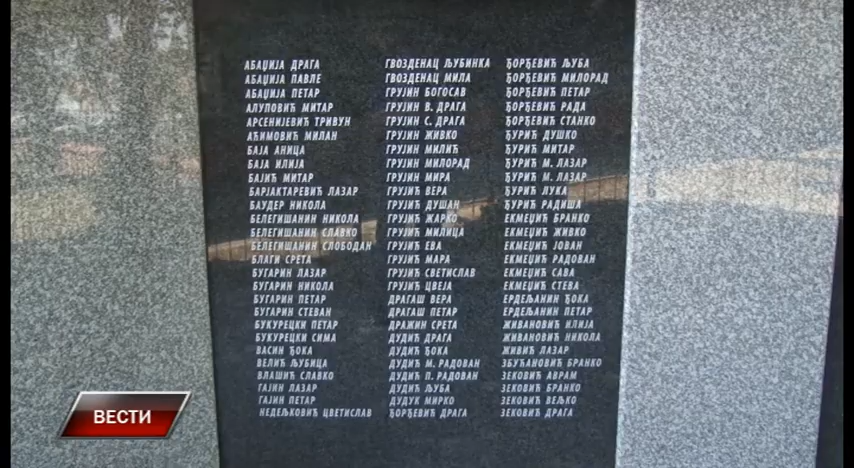 АБАЏИЈА ДРАГА
АБАЏИЈА ПАВЛЕ
АБАЏИЈА ПЕТАР
АЛУПОВИЋ МИТАР
АРСЕНИЈЕВИЋ ТРИВУН
АЋИМОВИЋ МИЛАН
БАЈА АНИЦА
БАЈА ИЛИЈА
БАЈИЋ МИТАР
БАРЈАКТАРЕВИЋ ЛАЗАР
БАУДЕР НИКОЛА
БЕЛЕГИШАНИН НИКОЛА
БЕЛЕГИШАНИН СЛАВКО
БЕЛЕГИШАНИН СЛОБОДАН
БЛАГИ СРЕТА
БУГАРИН ЛАЗАР
БУГАРИН НИКОЛА
БУГАРИН ПЕТАР
БУГАРИН СТЕВАН
БУКУРЕЦКИ ПЕТАР
БУКУРЕЦКИ СИМА
ВАСИН ЂОКА
ВЕЛИЋ ЉУБИЦА
ВЛАШИЋ СЛАВКО
ГАЈИН ЛАЗАР
ГАЈИН ПЕТАР
НЕДЕЉКОВИЋ ЦВЕТИСЛАВ
ГВОЗДЕНАЦ ЉУБИНКА
ГВОЗДЕНАЦ МИЛА
ГРУЈИН БОГОСАВ
ГРУЈИН В. ДРАГА
ГРУЈИН С. ДРАГА
ГРУЈИН ЖИВКО
ГРУЈИН МИЛИЋ
ГРУЈИН МИЛОРАД
ГРУЈИН МИРА
ГРУЈИЋ ВЕРА
ГРУЈИЋ ДУШАН
ГРУЈИЋ ЖАРКО
ГРУЈИЋ МИЛИЦА
ГРУЈИЋ ЕВА
ГРУЈИЋ МАРА
ГРУЈИЋ СВЕТИСЛАВ
ГРУЈИЋ ЦВЕЈА
ДРАГАШ ВЕРА
ДРАГАШ ПЕТАР
ДРАЖИН СРЕТА
ДУДИЋ ДРАГА
ДУДИЋ ЂОКА
ДУДИЋ М. РАДОВАН
ДУДИЋ П. РАДОВАН
ДУДИЋ ЉУБА
ДУДУК МИРКО
ЂОРЂЕВИЋ ДРАГА
ЂОРЂЕВИЋ ЉУБА
ЂОРЂЕВИЋ МИЛОРАД
ЂОРЂЕВИЋ ПЕТАР
ЂОРЂЕВИЋ РАДА
ЂОРЂЕВИЋ СТАНКО
ЂУРИЋ ДУШКО
ЂУРИЋ МИТАР
ЂУРИЋ М. ЛАЗАР
ЂУРИЋ М. ЛАЗАР
ЂУРИЋ ЛУКА
ЂУРИЋ РАДИША
ЕКМЕЏИЋ БРАНКО
ЕКМЕЏИЋ ЖИВКО
ЕКМЕЏИЋ ЈОВАН
ЕКМЕЏИЋ РАДОВАН
ЕКМЕЏИЋ САВА
ЕКМЕЏИЋ СТЕВА
ЕРДЕЉАНИН ЂОКА
ЕРДЕЉАНИН ПЕТАР
ЖИВАНОВИЋ ИЛИЈА
ЖИВАНОВИЋ НИКОЛА
ЖИВИЋ ЛАЗАР
ЗБУЋАНОВИЋ БРАНКО
ЗЕКОВИЋ АВРАМ
ЗЕКОВИЋ БРАНКО
ЗЕКОВИЋ ВЕЉКО
ЗЕКОВИЋ ДРАГА
ВЕСТИ